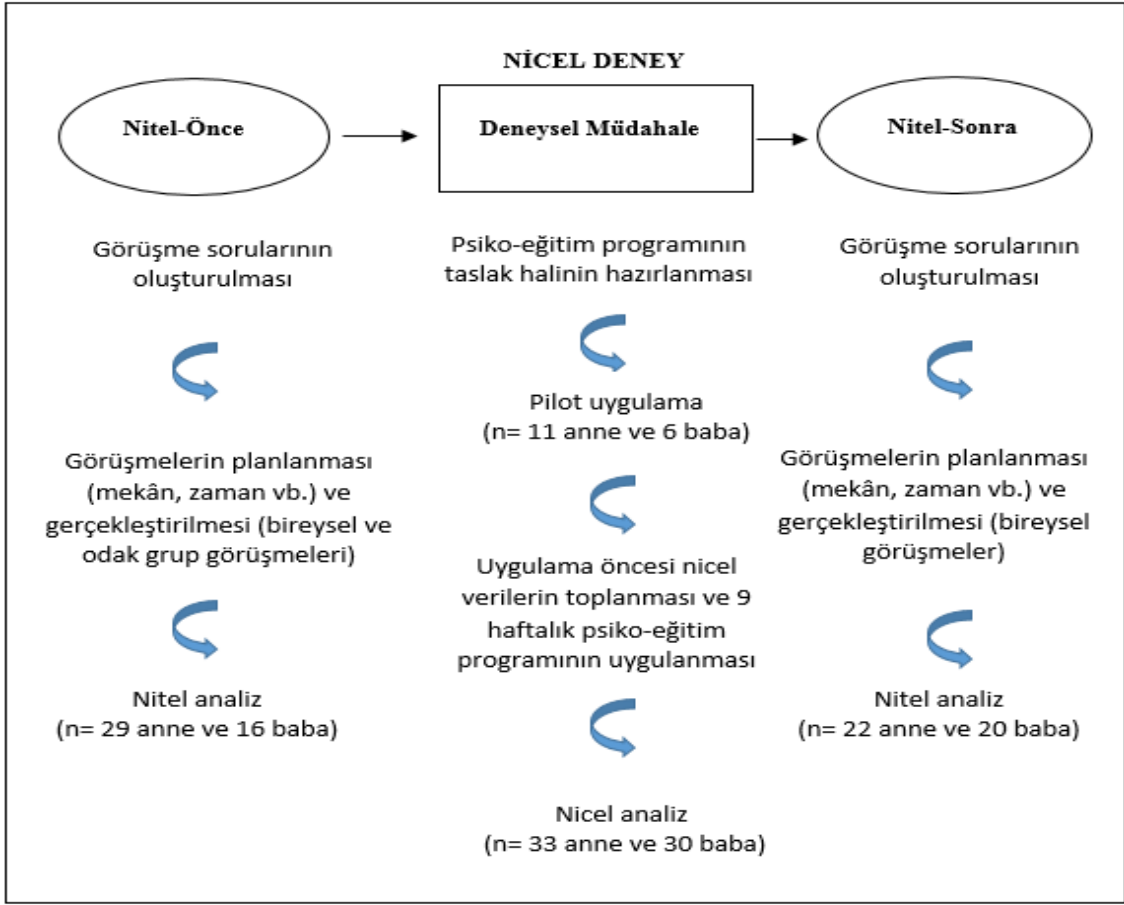 NİCEL DENEY
Nitel-Önce
Deneysel Müdahale
Nitel-Sonra
Görüşme sorularının
oluşturulması
Görüşmelerin planlanması
(mekân, zaman vb.) ve
gerçekleştirilmesi (bireysel ve
odak grup görüşmeleri)
Nitel analiz
(n= 29 anne ve 16 baba)
Psiko-eğitim programının
taslak halinin hazırlanması
Pilot uygulama
(n= 11 anne ve 6 baba)
Uygulama öncesi nicel
verilerin toplanması ve 9
haftalık psiko-eğitim
programının uygulanması
Nicel analiz
(n= 33 anne ve 30 baba)
Görüşme sorularının
oluşturulması
Görüşmelerin planlanması
(mekân, zaman vb.) ve
gerçekleştirilmesi (bireysel
görüşmeler)
Nitel analiz
(n= 22 anne ve 20 baba)